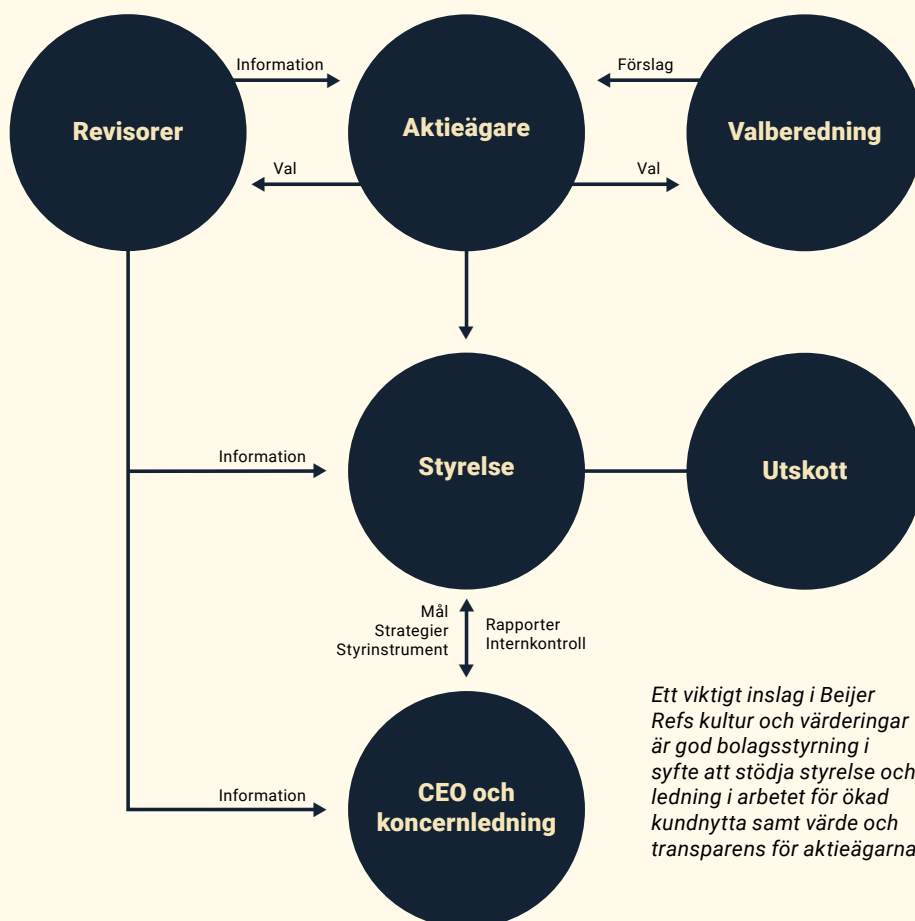 Information
Förslag
Revisorer
Aktieägare
Valberedning
Val
Val
Information
Styrelse
Utskott
Mål
Strategier
Styrinstrument
Rapporter
Internkontroll
Ett viktigt inslag i Beijer
Refs kultur och värderingar
är god bolagsstyrning i
syfte att stödja styrelse och
ledning i arbetet för ökad
kundnytta samt värde och
transparens för aktieägarna
Information
CEO och
koncernledning